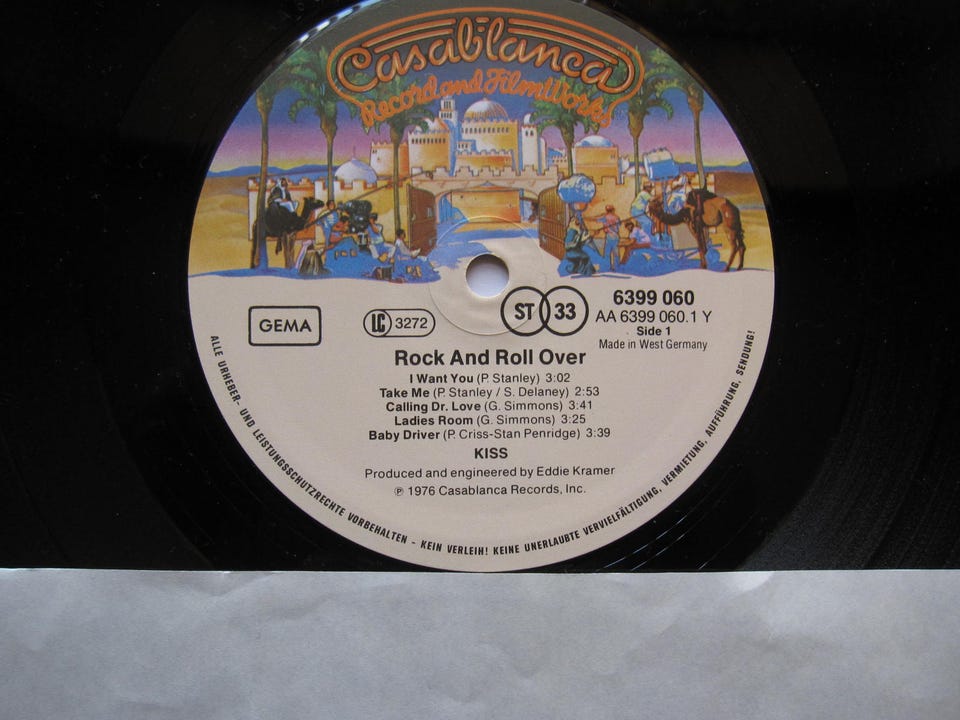 Casablanca
Record and FilmWorks
GEMA
LC 3272
ST 33
6399 060
AA 6399 060.1 Y
Side 1
Made in West Germany
Rock And Roll Over
I Want You (P. Stanley) 3:02
Take Me (P. Stanley / S. Delaney) 2:53
Calling Dr. Love (G. Simmons) 3:41
Ladies Room (G. Simmons) 3:25
Baby Driver (P. Criss-Stan Penridge) 3:39
KISS
Produced and engineered by Eddie Kramer
℗ 1976 Casablanca Records, Inc.
ALLE URHEBER- UND LEISTUNGSSCHUTZRECHTE VORBEHALTEN - KEIN VERLEIH! KEINE UNERLAUBTE VERVIELFÄLTIGUNG, VERMIETUNG, AUFFÜHRUNG, SENDUNG!